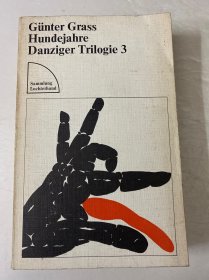 Günter Grass
Hundejahre
Danziger Trilogie 3
Sammlung
Luchterhand